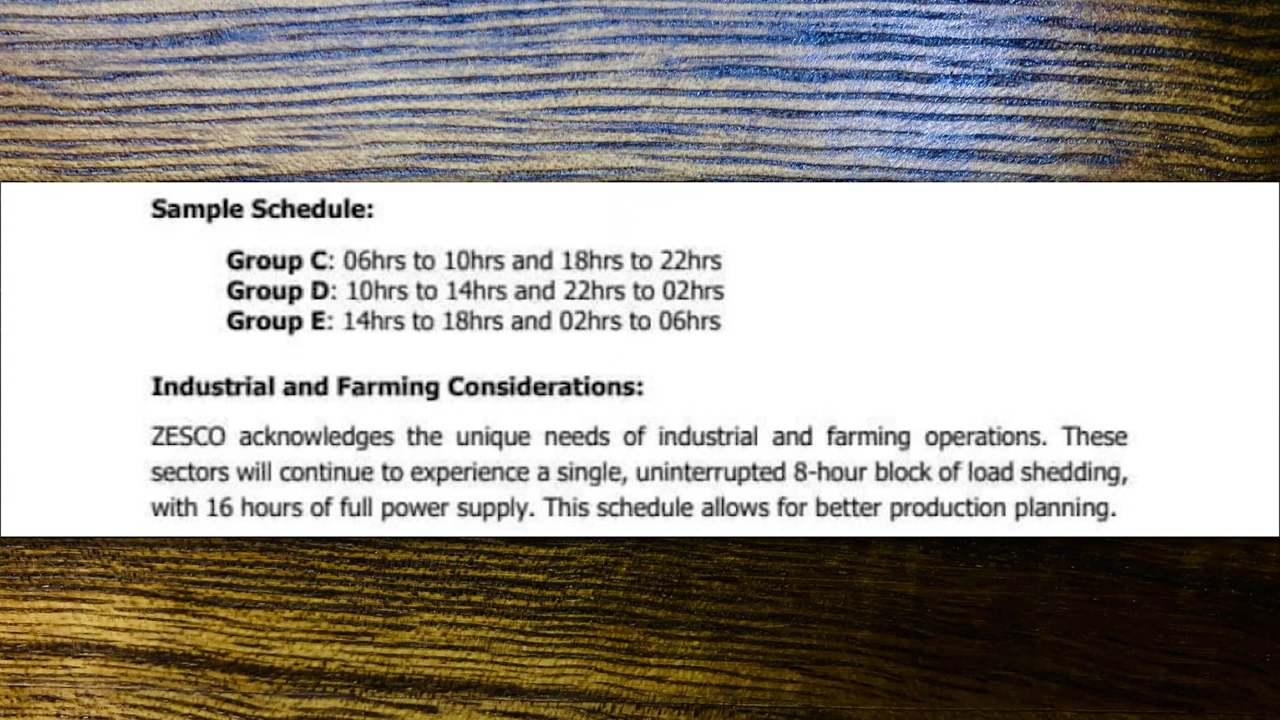 Sample Schedule:
Group C: 06hrs to 10hrs and 18hrs to 22hrs
Group D: 10hrs to 14hrs and 22hrs to 02hrs
Group E: 14hrs to 18hrs and 02hrs to 06hrs
Industrial and Farming Considerations:
ZESCO acknowledges the unique needs of industrial and farming operations. These
sectors will continue to experience a single, uninterrupted 8-hour block of load shedding,
with 16 hours of full power supply. This schedule allows for better production planning.